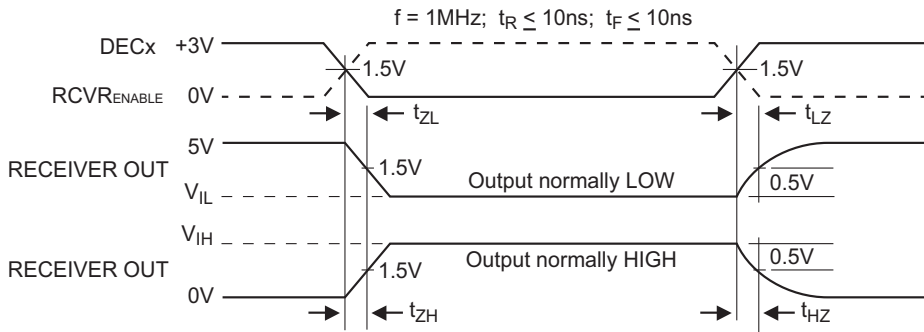 f = 1MHz; tR ≤ 10ns; tF ≤ 10ns
DECx +3V
1.5V 1.5V
RCVRENABLE 0V
tZL tLZ
5V
RECEIVER OUT 1.5V
Output normally LOW 0.5V
VIL
VIH
Output normally HIGH 0.5V
RECEIVER OUT 1.5V
0V
tZH tHZ